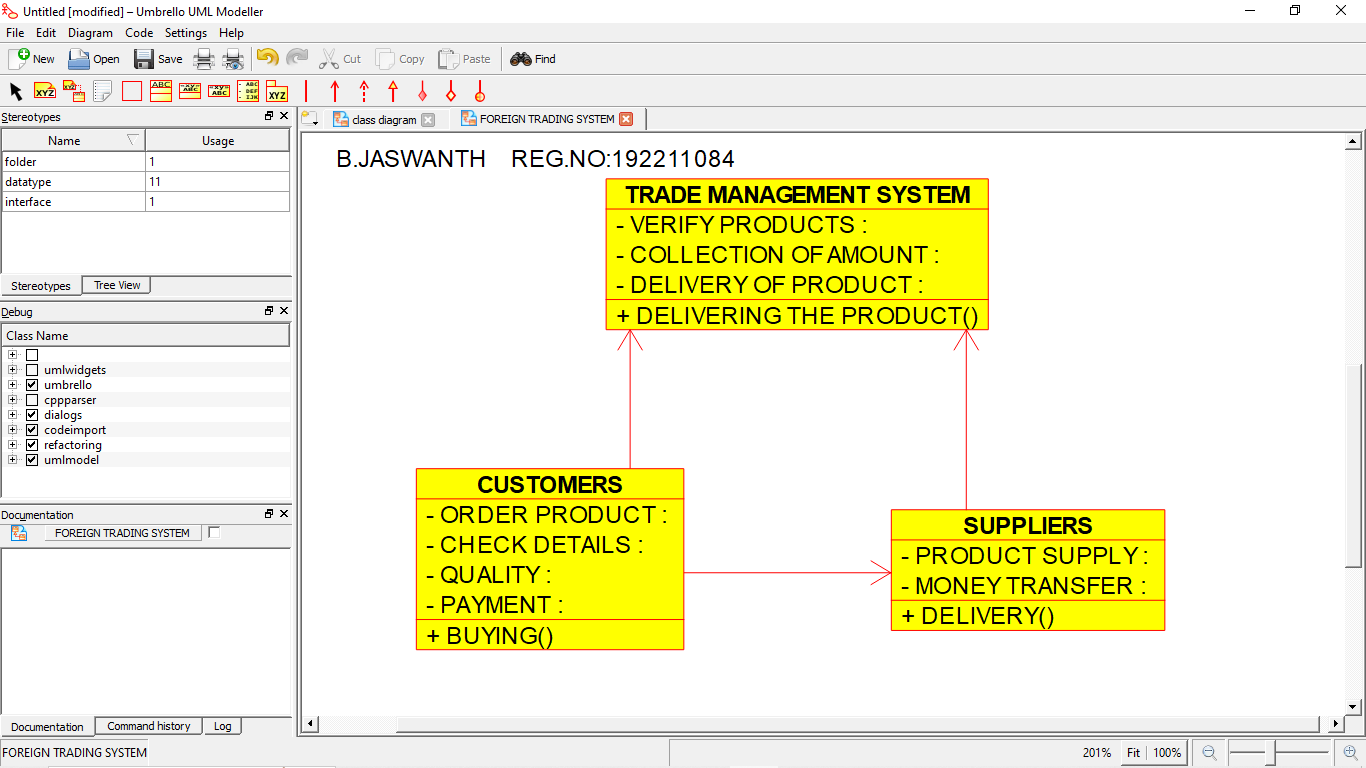 Untitled [modified] – Umbrello UML Modeller
File Edit Diagram Code Settings Help
New Open Save Cut Copy Paste Find
Stereotypes
Name Usage
folder 1
datatype 11
interface 1
Stereotypes Tree View
Debug
Class Name
umlwidgets
umbrello
cppparser
dialogs
codeimport
refactoring
umlmodel
Documentation
FOREIGN TRADING SYSTEM
Documentation Command history Log
class diagram FOREIGN TRADING SYSTEM
B.JASWANTH REG.NO:192211084
TRADE MANAGEMENT SYSTEM
- VERIFY PRODUCTS :
- COLLECTION OF AMOUNT :
- DELIVERY OF PRODUCT :
+ DELIVERING THE PRODUCT()
CUSTOMERS
- ORDER PRODUCT :
- CHECK DETAILS :
- QUALITY :
- PAYMENT :
+ BUYING()
SUPPLIERS
- PRODUCT SUPPLY :
- MONEY TRANSFER :
+ DELIVERY()
FOREIGN TRADING SYSTEM 201% Fit 100%